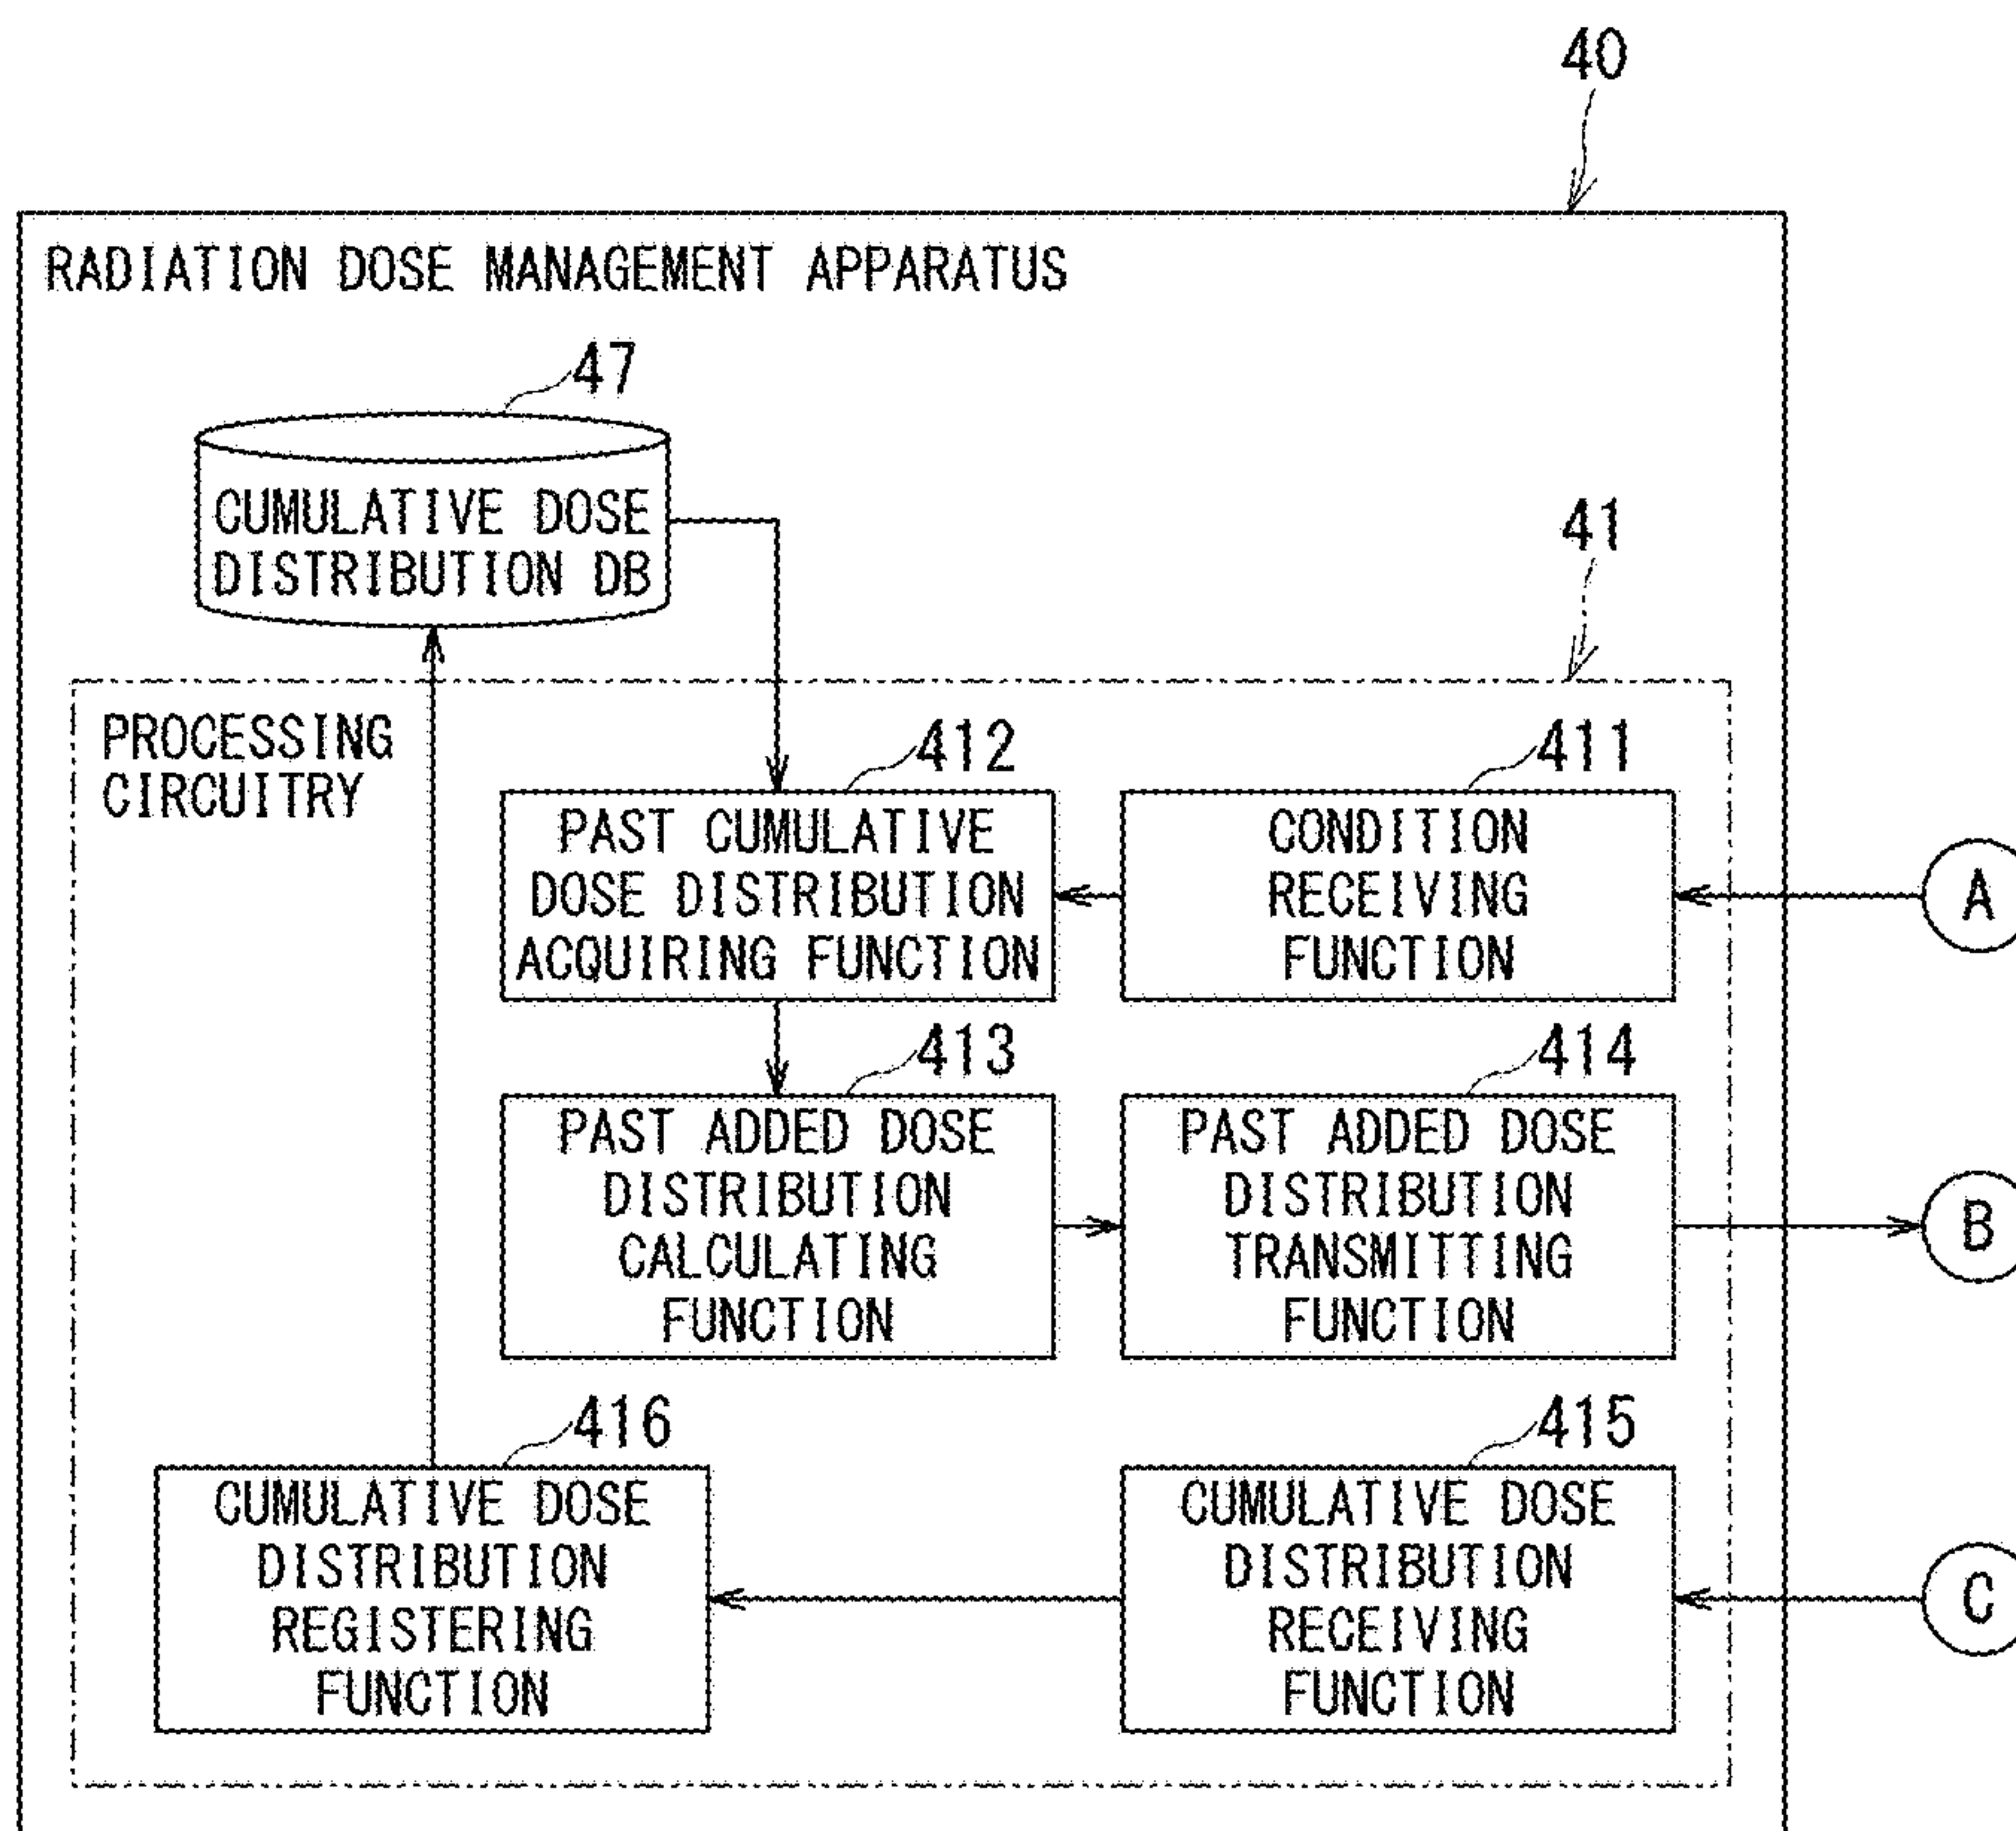 40
RADIATION DOSE MANAGEMENT APPARATUS
47
CUMULATIVE DOSE
DISTRIBUTION DB
41
PROCESSING
CIRCUITRY
412
PAST CUMULATIVE
DOSE DISTRIBUTION
ACQUIRING FUNCTION
411
CONDITION
RECEIVING
FUNCTION
A
413
PAST ADDED DOSE
DISTRIBUTION
CALCULATING
FUNCTION
414
PAST ADDED DOSE
DISTRIBUTION
TRANSMITTING
FUNCTION
B
416
CUMULATIVE DOSE
DISTRIBUTION
REGISTERING
FUNCTION
415
CUMULATIVE DOSE
DISTRIBUTION
RECEIVING
FUNCTION
C